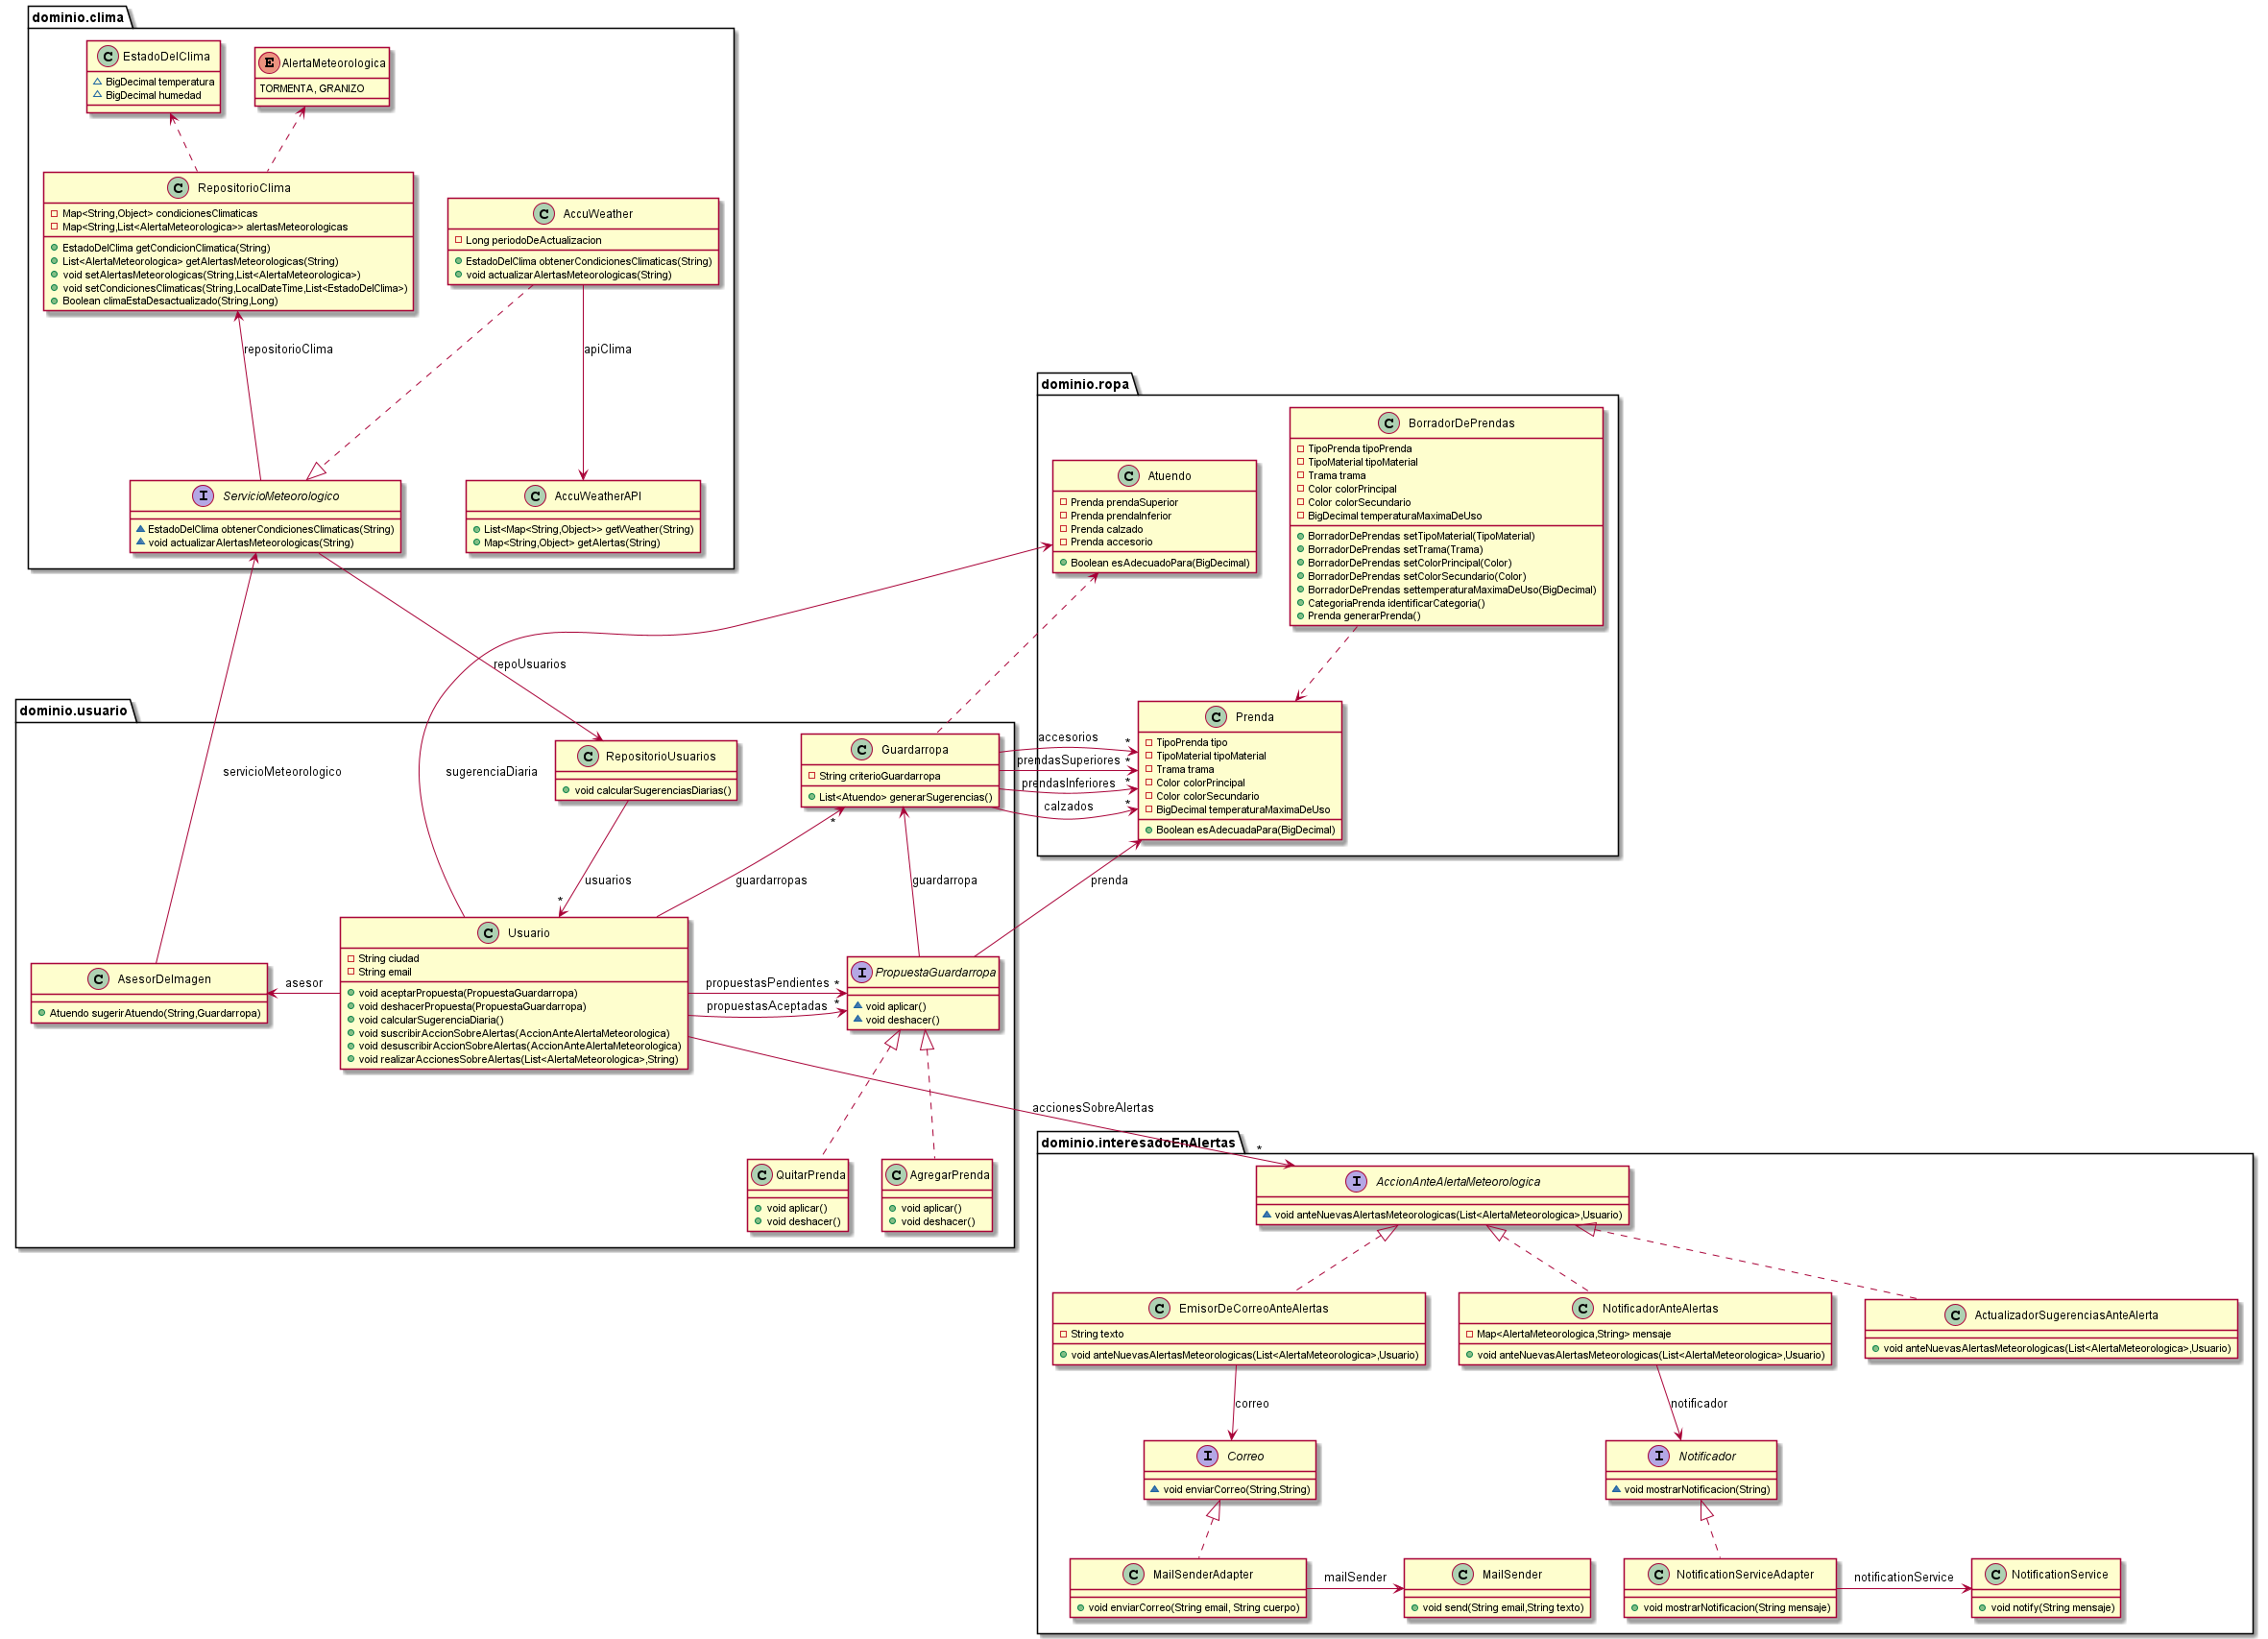 dominio.clima
C EstadoDelClima
BigDecimal temperatura
BigDecimal humedad
E AlertaMeteorologica
TORMENTA, GRANIZO
C RepositorioClima
Map<String,Object> condicionesClimaticas
Map<String,List<AlertaMeteorologica>> alertasMeteorologicas
EstadoDelClima getCondicionClimatica(String)
List<AlertaMeteorologica> getAlertasMeteorologicas(String)
void setAlertasMeteorologicas(String,List<AlertaMeteorologica>)
void setCondicionesClimaticas(String,LocalDateTime,List<EstadoDelClima>)
Boolean climaEstaDesactualizado(String,Long)
C AccuWeather
Long periodoDeActualizacion
EstadoDelClima obtenerCondicionesClimaticas(String)
void actualizarAlertasMeteorologicas(String)
repositorioClima
apiClima
I ServicioMeteorologico
EstadoDelClima obtenerCondicionesClimaticas(String)
void actualizarAlertasMeteorologicas(String)
C AccuWeatherAPI
List<Map<String,Object>> getWeather(String)
Map<String,Object> getAlertas(String)
dominio.ropa
C Atuendo
Prenda prendaSuperior
Prenda prendaInferior
Prenda calzado
Prenda accesorio
Boolean esAdecuadoPara(BigDecimal)
C BorradorDePrendas
TipoPrenda tipoPrenda
TipoMaterial tipoMaterial
Trama trama
Color colorPrincipal
Color colorSecundario
BigDecimal temperaturaMaximaDeUso
BorradorDePrendas setTipoMaterial(TipoMaterial)
BorradorDePrendas setTrama(Trama)
BorradorDePrendas setColorPrincipal(Color)
BorradorDePrendas setColorSecundario(Color)
BorradorDePrendas settemperaturaMaximaDeUso(BigDecimal)
CategoriaPrenda identificarCategoria()
Prenda generarPrenda()
C Prenda
TipoPrenda tipo
TipoMaterial tipoMaterial
Trama trama
Color colorPrincipal
Color colorSecundario
BigDecimal temperaturaMaximaDeUso
Boolean esAdecuadaPara(BigDecimal)
repoUsuarios
dominio.usuario
servicioMeteorologico
sugerenciaDiaria
C RepositorioUsuarios
void calcularSugerenciasDiarias()
C Guardarropa
String criterioGuardarropa
List<Atuendo> generarSugerencias()
accesorios *
prendasSuperiores *
prendasInferiores *
calzados *
*
usuarios
*
guardarropas
guardarropa
prenda
C AsesorDeImagen
Atuendo sugerirAtuendo(String,Guardarropa)
asesor
C Usuario
String ciudad
String email
void aceptarPropuesta(PropuestaGuardarropa)
void deshacerPropuesta(PropuestaGuardarropa)
void calcularSugerenciaDiaria()
void suscribirAccionSobreAlertas(AccionAnteAlertaMeteorologica)
void desuscribirAccionSobreAlertas(AccionAnteAlertaMeteorologica)
void realizarAccionesSobreAlertas(List<AlertaMeteorologica>,String)
propuestasPendientes *
propuestasAceptadas *
I PropuestaGuardarropa
void aplicar()
void deshacer()
C QuitarPrenda
void aplicar()
void deshacer()
C AgregarPrenda
void aplicar()
void deshacer()
accionesSobreAlertas
*
dominio.interesadoEnAlertas
I AccionAnteAlertaMeteorologica
void anteNuevasAlertasMeteorologicas(List<AlertaMeteorologica>,Usuario)
C EmisorDeCorreoAnteAlertas
String texto
void anteNuevasAlertasMeteorologicas(List<AlertaMeteorologica>,Usuario)
C NotificadorAnteAlertas
Map<AlertaMeteorologica,String> mensaje
void anteNuevasAlertasMeteorologicas(List<AlertaMeteorologica>,Usuario)
C ActualizadorSugerenciasAnteAlerta
void anteNuevasAlertasMeteorologicas(List<AlertaMeteorologica>,Usuario)
correo
notificador
I Correo
void enviarCorreo(String,String)
I Notificador
void mostrarNotificacion(String)
C MailSenderAdapter
void enviarCorreo(String email, String cuerpo)
mailSender
C MailSender
void send(String email,String texto)
C NotificationServiceAdapter
void mostrarNotificacion(String mensaje)
notificationService
C NotificationService
void notify(String mensaje)